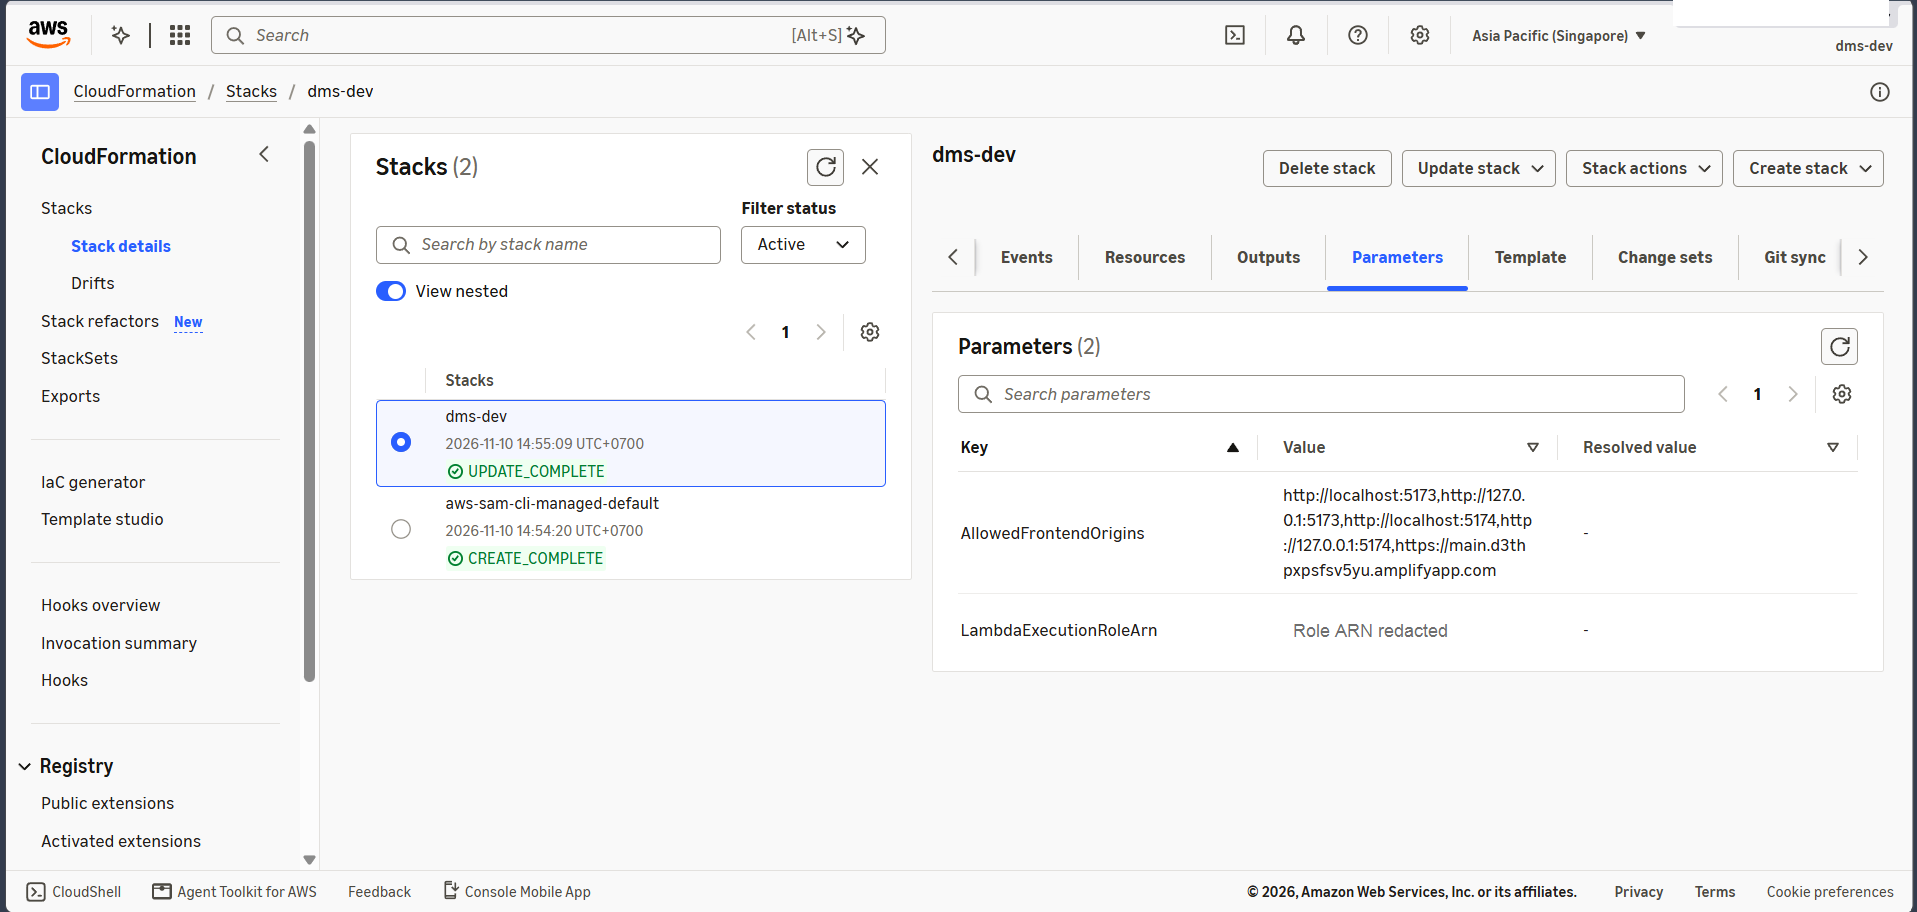 aws
Search
[Alt+S]
Asia Pacific (Singapore)
dms-dev
CloudFormation / Stacks / dms-dev
CloudFormation
Stacks
Stack details
Drifts
Stack refactors New
StackSets
Exports
IaC generator
Template studio
Hooks overview
Invocation summary
Hooks
Registry
Public extensions
Activated extensions
Stacks (2)
Filter status
Search by stack name
Active
View nested
1
Stacks
dms-dev
2026-11-10 14:55:09 UTC+0700
UPDATE_COMPLETE
aws-sam-cli-managed-default
2026-11-10 14:54:20 UTC+0700
CREATE_COMPLETE
dms-dev
Delete stack
Update stack
Stack actions
Create stack
Events
Resources
Outputs
Parameters
Template
Change sets
Git sync
Parameters (2)
Search parameters
1
Key
Value
Resolved value
AllowedFrontendOrigins
http://localhost:5173,http://127.0.
0.1:5173,http://localhost:5174,http
://127.0.0.1:5174,https://main.d3th
pxpsfsv5yu.amplifyapp.com
-
LambdaExecutionRoleArn
Role ARN redacted
-
CloudShell
Agent Toolkit for AWS
Feedback
Console Mobile App
© 2026, Amazon Web Services, Inc. or its affiliates.
Privacy
Terms
Cookie preferences